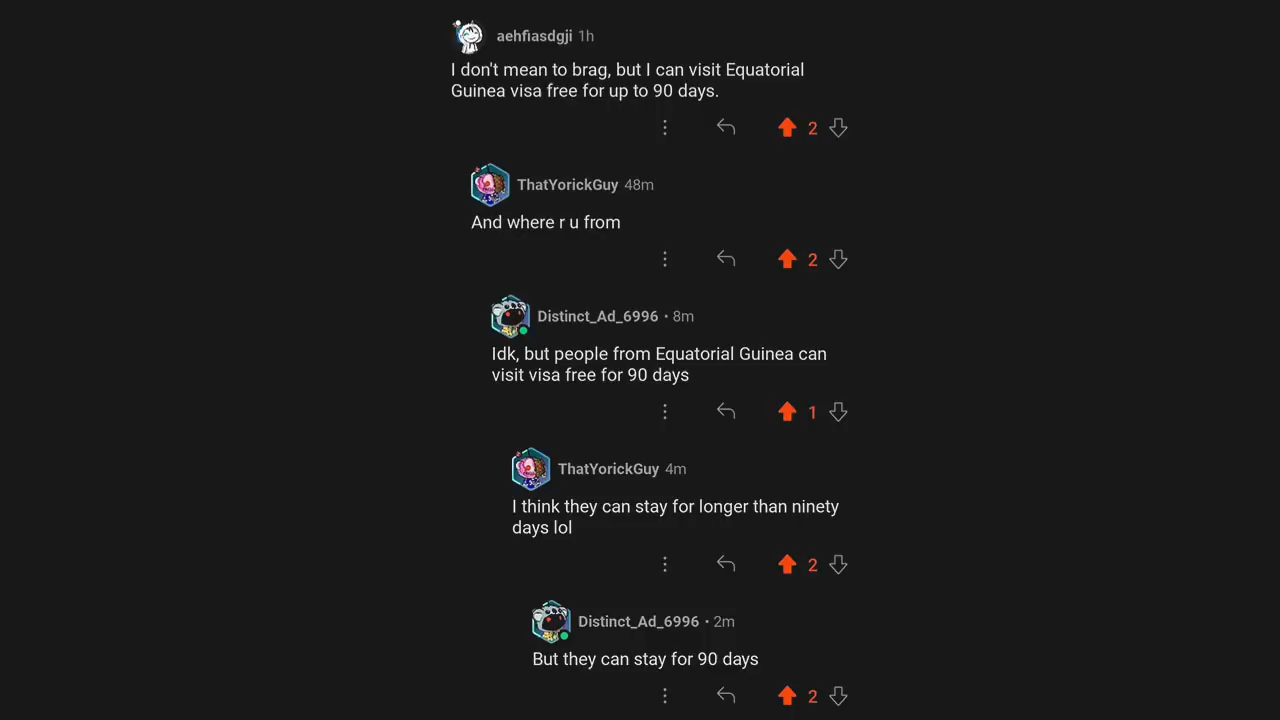 aehfiasdgji 1h
I don't mean to brag, but I can visit Equatorial
Guinea visa free for up to 90 days.
2
ThatYorickGuy 48m
And where r u from
2
Distinct_Ad_6996 • 8m
Idk, but people from Equatorial Guinea can
visit visa free for 90 days
1
ThatYorickGuy 4m
I think they can stay for longer than ninety
days lol
2
Distinct_Ad_6996 • 2m
But they can stay for 90 days
2